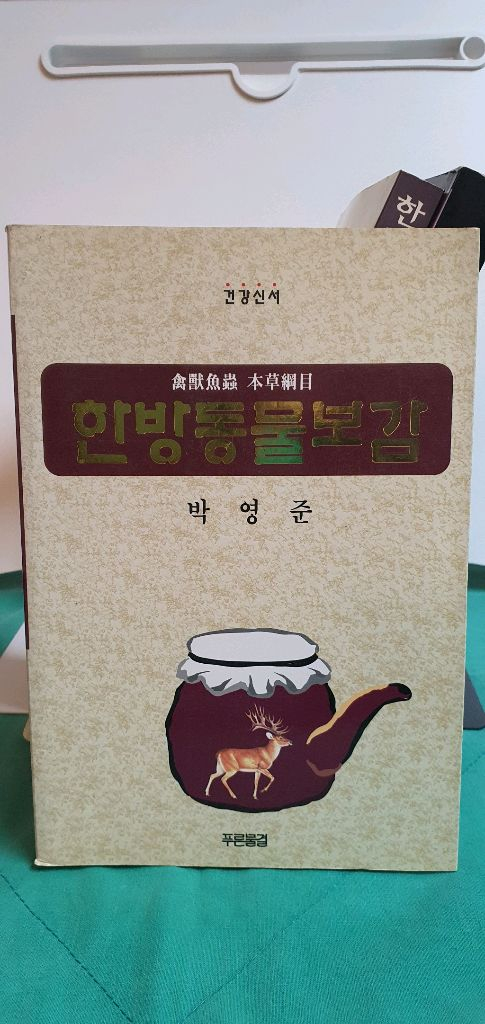 한
건강신서
禽獸魚蟲 本草綱目
한방동물보감
박영준
푸른물결